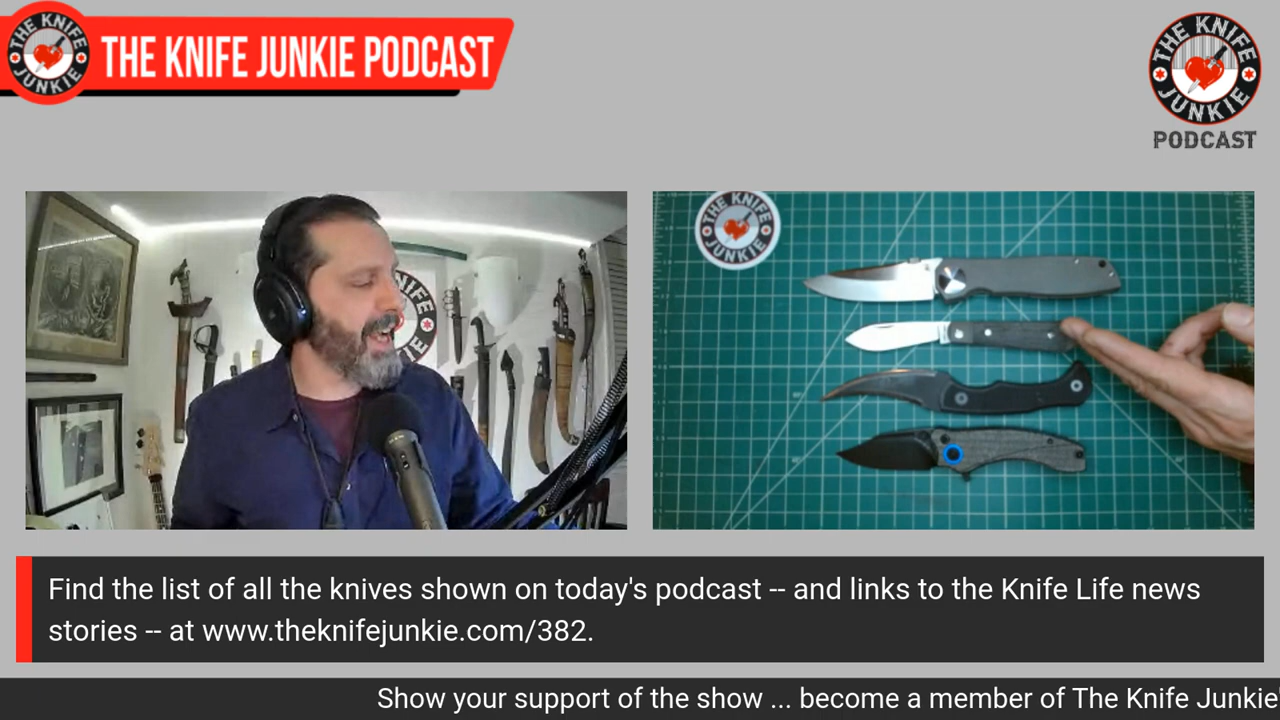 THE KNIFE JUNKIE
THE KNIFE JUNKIE PODCAST
THE KNIFE JUNKIE
PODCAST
KNIFE
THE KNIFE JUNKIE
Find the list of all the knives shown on today's podcast -- and links to the Knife Life news
stories -- at www.theknifejunkie.com/382.
Show your support of the show ... become a member of The Knife Junkie'